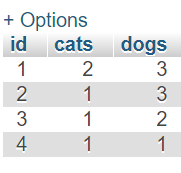 + Options
id cats dogs
1 2 3
2 1 3
3 1 2
4 1 1